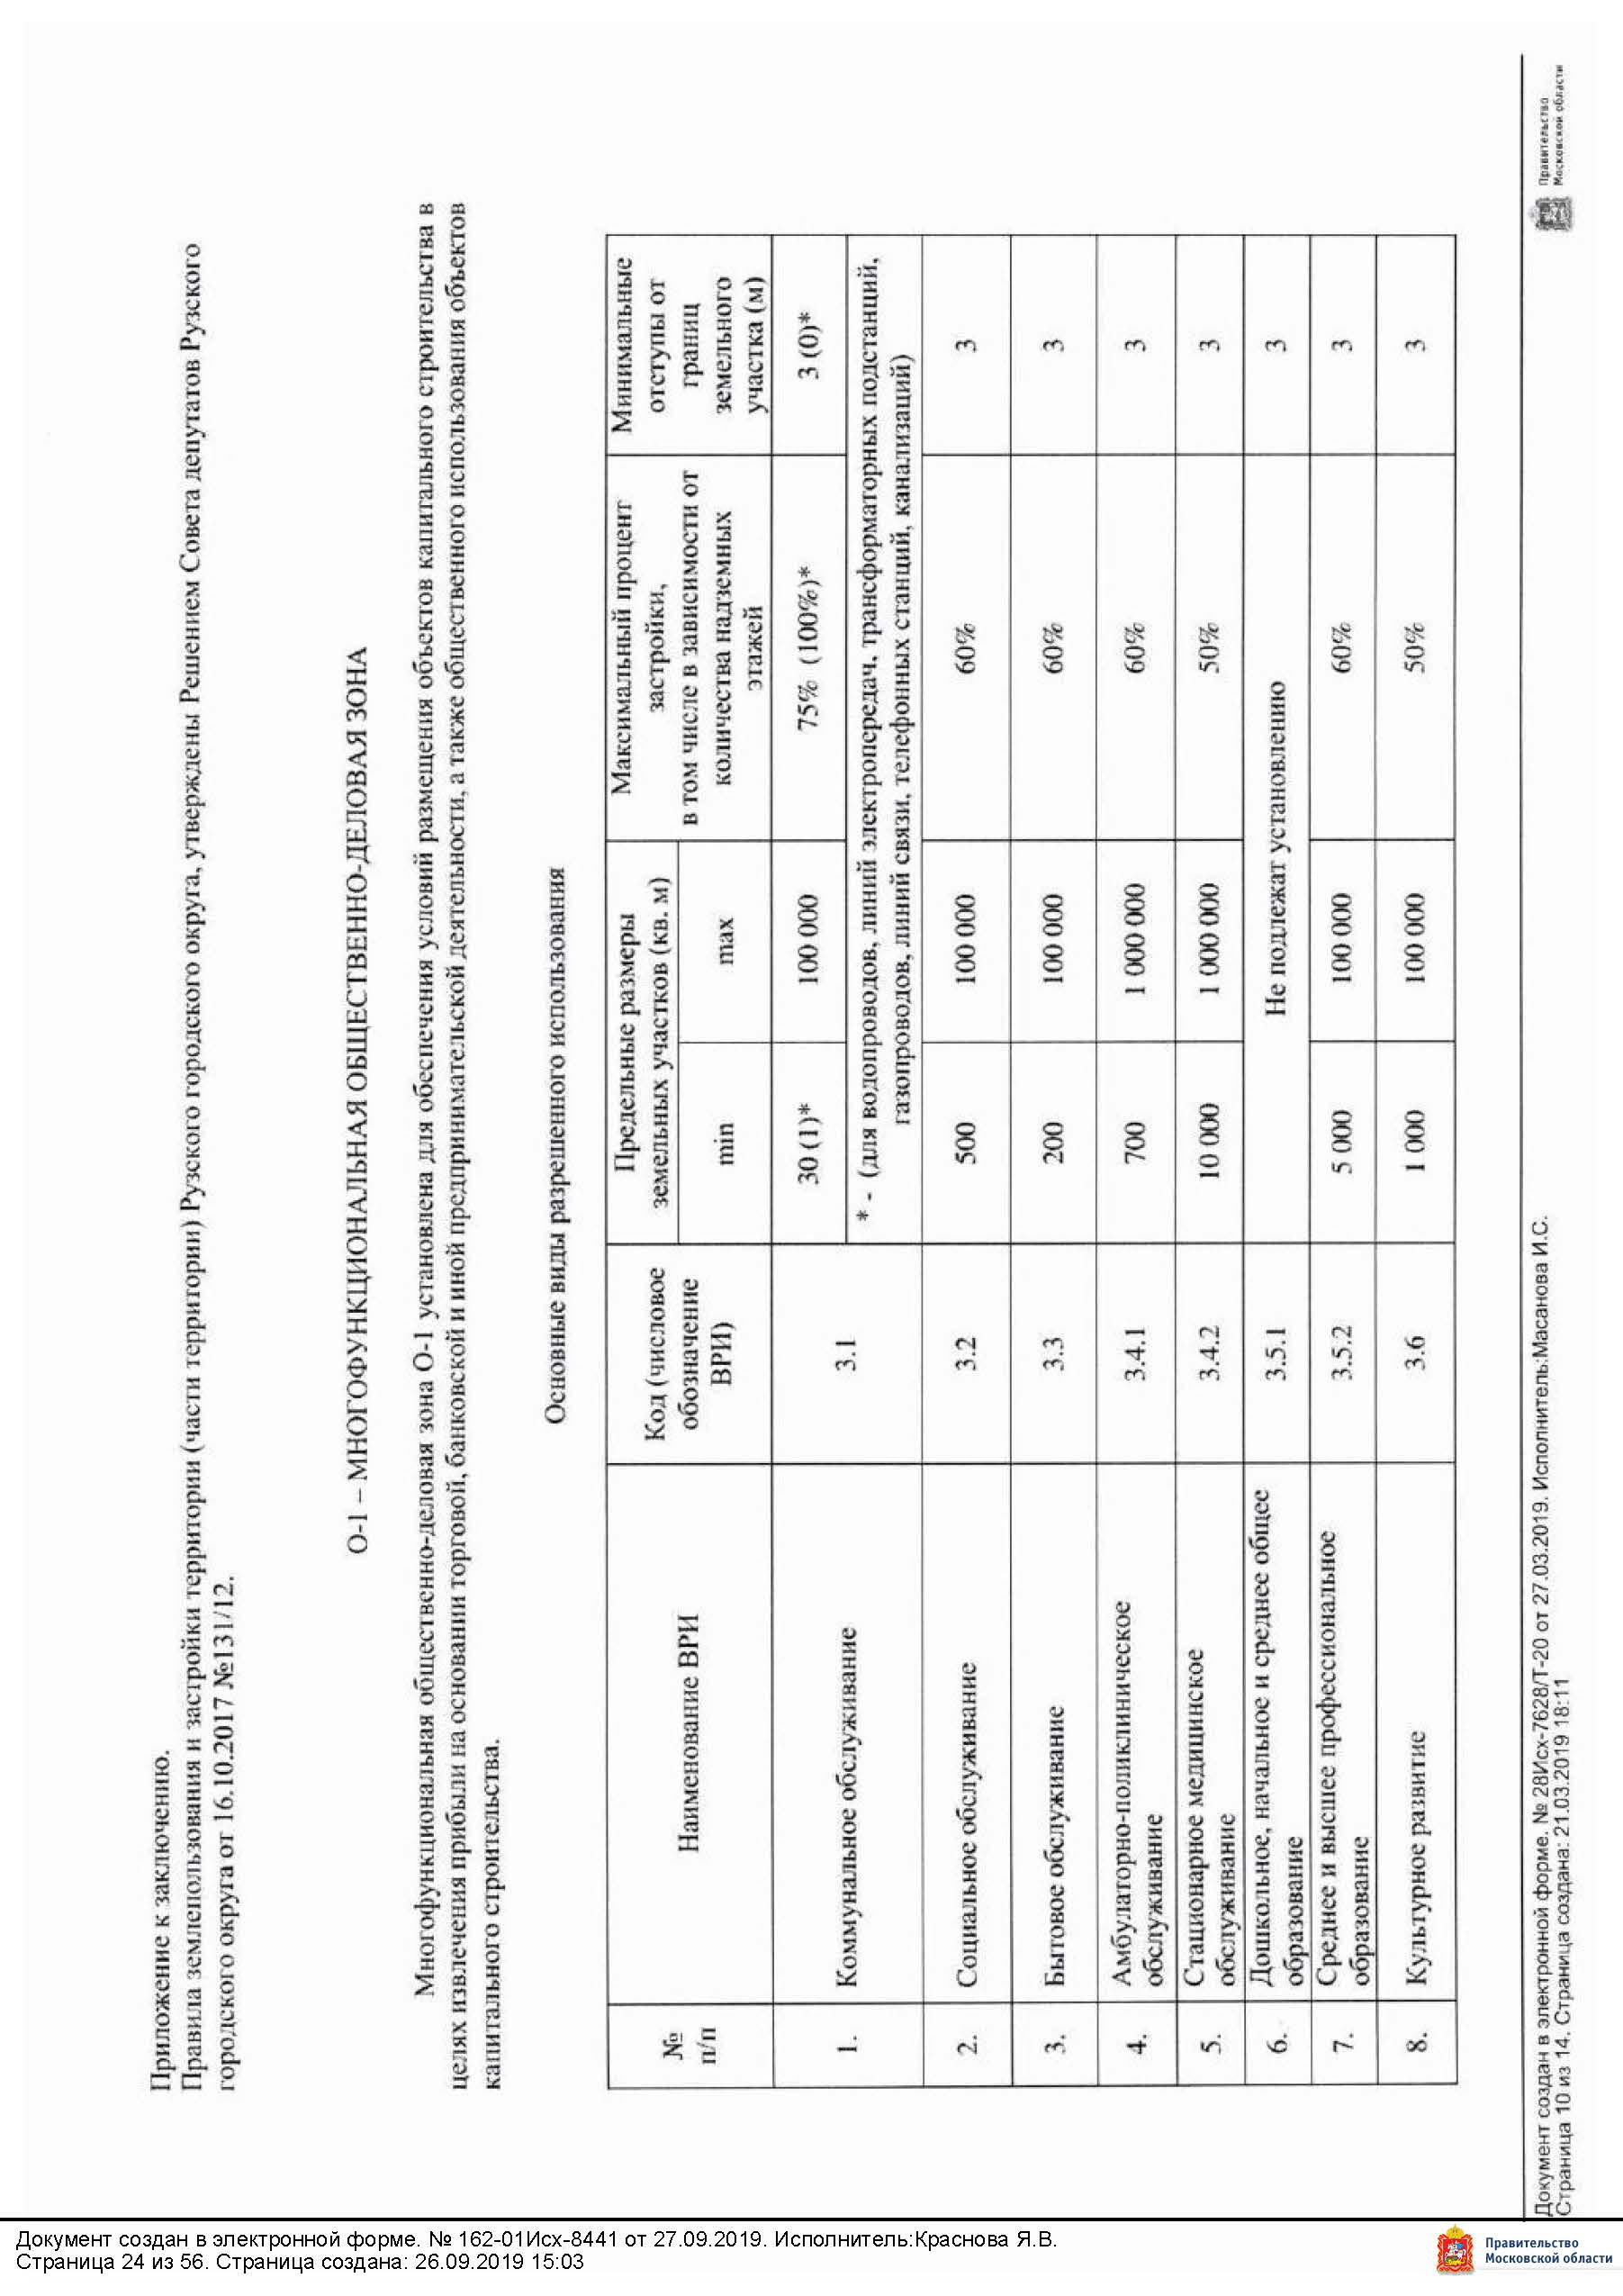 Приложение к заключению.
Правила землепользования и застройки территории (части территории) Рузского городского округа, утверждены Решением Совета депутатов Рузского
городского округа от 16.10.2017 №131/12.
О-1 – МНОГОФУНКЦИОНАЛЬНАЯ ОБЩЕСТВЕННО-ДЕЛОВАЯ ЗОНА
Многофункциональная общественно-деловая зона О-1 установлена для обеспечения условий размещения объектов капитального строительства в
целях извлечения прибыли на основании торговой, банковской и иной предпринимательской деятельности, а также общественного использования объектов
капитального строительства.
Основные виды разрешенного использования
№
п/п
Наименование ВРИ
Код (числовое
обозначение
ВРИ)
Предельные размеры
земельных участков (кв. м)
min
max
Максимальный процент
застройки,
в том числе в зависимости от
количества надземных
этажей
Минимальные
отступы от
границ
земельного
участка (м)
1. Коммунальное обслуживание 3.1 30 (1)* 100 000 75% (100%)* 3 (0)*
* - (для водопроводов, линий электропередач, трансформаторных подстанций,
газопроводов, линий связи, телефонных станций, канализаций)
2. Социальное обслуживание 3.2 500 100 000 60% 3
3. Бытовое обслуживание 3.3 200 100 000 60% 3
4. Амбулаторно-поликлиническое
обслуживание
3.4.1 700 1 000 000 60% 3
5. Стационарное медицинское
обслуживание
3.4.2 10 000 1 000 000 50% 3
6. Дошкольное, начальное и среднее общее
образование
3.5.1 Не подлежат установлению 3
7. Среднее и высшее профессиональное
образование
3.5.2 5 000 100 000 60% 3
8. Культурное развитие 3.6 1 000 100 000 50% 3
Документ создан в электронной форме. № 28Исх-7628/Т-20 от 27.03.2019. Исполнитель:Масанова И.С.
Страница 10 из 14. Страница создана: 21.03.2019 18:11
Правительство
Московской области
Документ создан в электронной форме. № 162-01Исх-8441 от 27.09.2019. Исполнитель:Краснова Я.В.
Страница 24 из 56. Страница создана: 26.09.2019 15:03
Правительство
Московской области